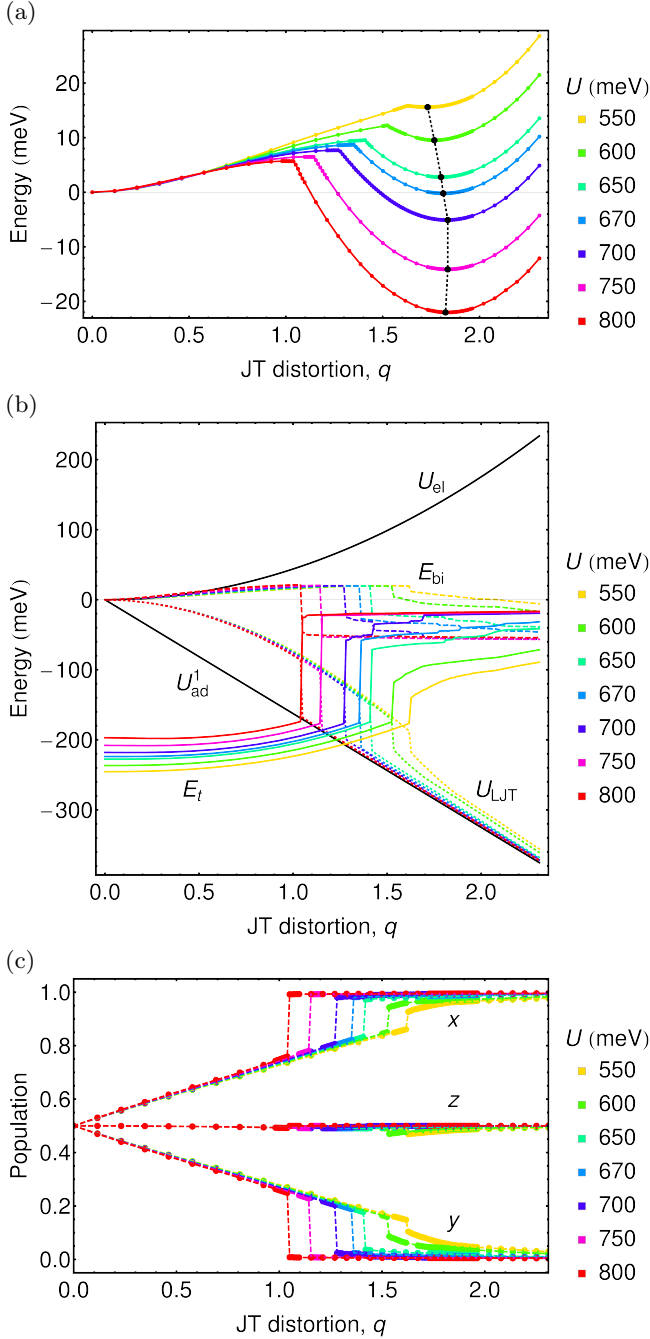 (a)
20
10
0
−10
−20
Energy (meV)
0.0 0.5 1.0 1.5 2.0
JT distortion, q
U (meV)
550
600
650
670
700
750
800
(b)
200
100
0
−100
−200
−300
Energy (meV)
U_el
E_bi
U^1_ad
E_t
U_LJT
0.0 0.5 1.0 1.5 2.0
JT distortion, q
U (meV)
550
600
650
670
700
750
800
(c)
1.0
0.8
0.6
0.4
0.2
0.0
Population
x
z
y
0.0 0.5 1.0 1.5 2.0
JT distortion, q
U (meV)
550
600
650
670
700
750
800